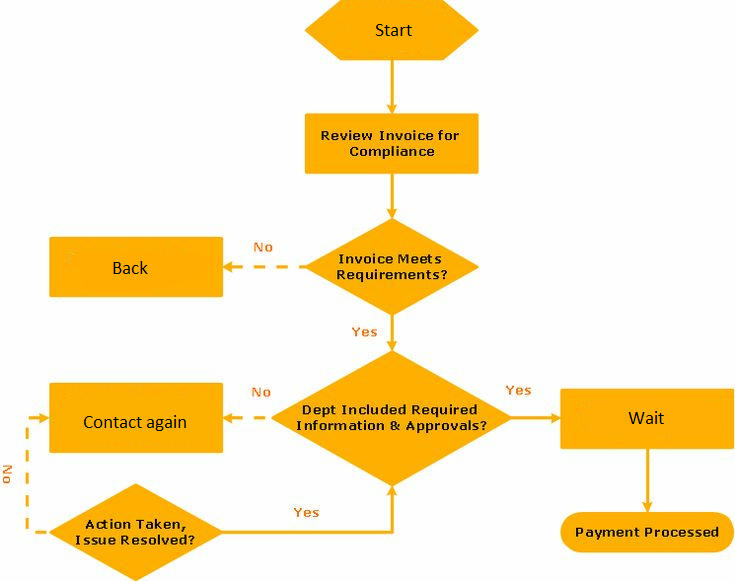 Start
Review Invoice for
Compliance
Invoice Meets
Requirements?
No
Back
Yes
Dept Included Required
Information & Approvals?
No
Contact again
Yes
Wait
No
Action Taken,
Issue Resolved?
Yes
Payment Processed